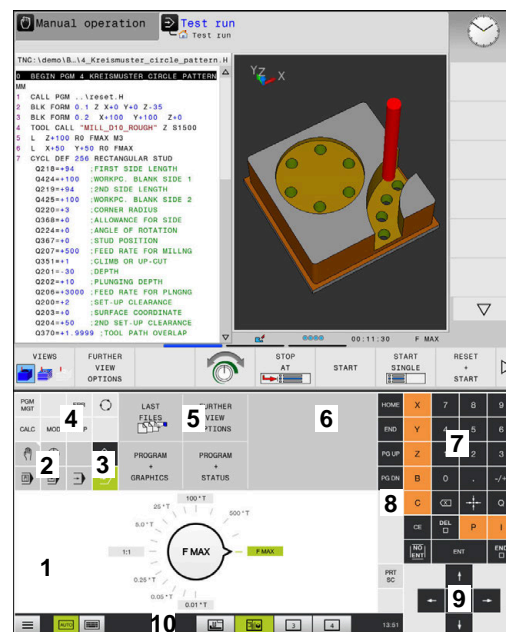 Manual operation
Test run
Test run
TNC:\demo\B…\4_Kreismuster_circle_pattern.H
0 BEGIN PGM 4 KREISMUSTER CIRCLE PATTERN
MM
1 CALL PGM ..\reset.H
2 BLK FORM 0.1 Z X+0 Y+0 Z-35
3 BLK FORM 0.2 X+100 Y+100 Z+0
4 TOOL CALL "MILL_D10_ROUGH" Z S1500
5 L Z+100 R0 FMAX M3
6 L X+50 Y+50 R0 FMAX
7 CYCL DEF 256 RECTANGULAR STUD
Q218=+94 ;FIRST SIDE LENGTH
Q424=+100 ;WORKPC. BLANK SIDE 1
Q219=+94 ;2ND SIDE LENGTH
Q425=+100 ;WORKPC. BLANK SIDE 2
Q220=+3 ;CORNER RADIUS
Q368=+0 ;ALLOWANCE FOR SIDE
Q224=+0 ;ANGLE OF ROTATION
Q367=+0 ;STUD POSITION
Q207=+500 ;FEED RATE FOR MILLNG
Q351=+1 ;CLIMB OR UP-CUT
Q201=-30 ;DEPTH
Q202=+10 ;PLUNGING DEPTH
Q206=+3000 ;FEED RATE FOR PLNGNG
Q200=+2 ;SET-UP CLEARANCE
Q203=+0 ;SURFACE COORDINATE
Q204=+50 ;2ND SET-UP CLEARANCE
Q370=+1.9999 ;TOOL PATH OVERLAP
YZ X
00:11:30 F MAX
VIEWS
FURTHER
VIEW
OPTIONS
STOP
AT
START
START
SINGLE
RESET
+
START
PGM
MGT
4
CALC
MOD
LAST
FILES
5
FURTHER
VIEW
OPTIONS
6
2
3
PROGRAM
+
GRAPHICS
PROGRAM
+
STATUS
HOME X 7 8 9
END Y 4 5 6
PG UP Z 1 2 3
7
PG DN B 0 . -/+
8
C Q
CE DEL P I
NO
ENT
ENT
END
PRT
SC
9
1
100*T
25*T
500*T
5.0*T
1:1
F MAX
F MAX
0.25*T
0.05*T
0.01*T
AUTO
10
3
4
13:51